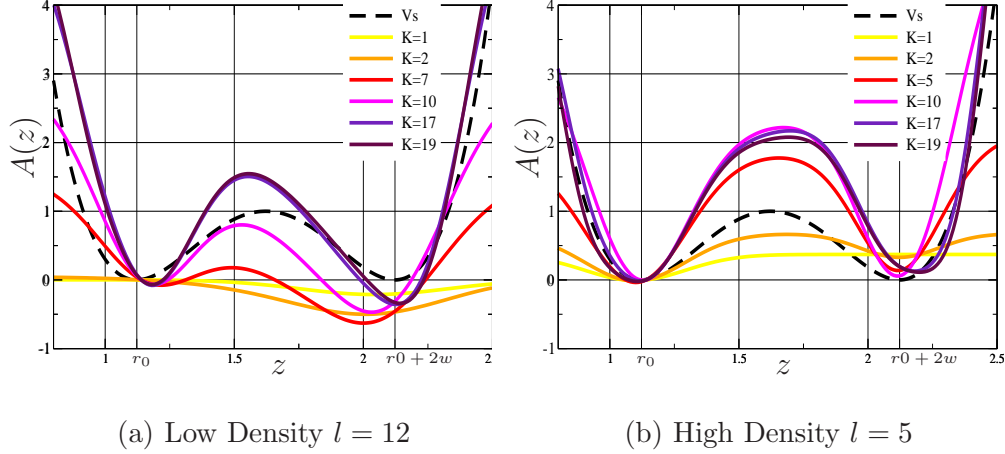 4
3
2
1
0
-1
A(z)
Vs
K=1
K=2
K=7
K=10
K=17
K=19
1
r₀
1.5
z
2
r0 + 2w
2
4
3
2
1
0
-1
A(z)
Vs
K=1
K=2
K=5
K=10
K=17
K=19
1
r₀
1.5
z
2
r0 + 2w
2.5
(a) Low Density l = 12
(b) High Density l = 5